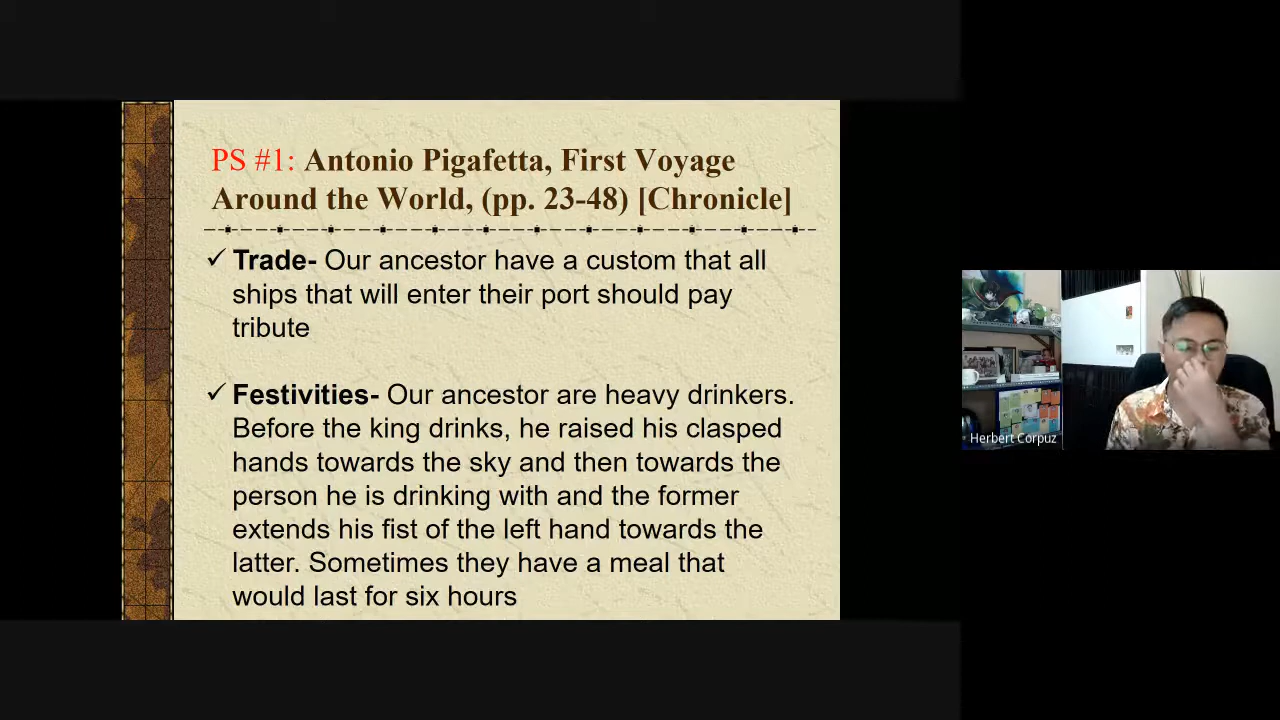 PS #1: Antonio Pigafetta, First Voyage
Around the World, (pp. 23-48) [Chronicle]
✓ Trade- Our ancestor have a custom that all
ships that will enter their port should pay
tribute
✓ Festivities- Our ancestor are heavy drinkers.
Before the king drinks, he raised his clasped
hands towards the sky and then towards the
person he is drinking with and the former
extends his fist of the left hand towards the
latter. Sometimes they have a meal that
would last for six hours
Herbert Corpuz